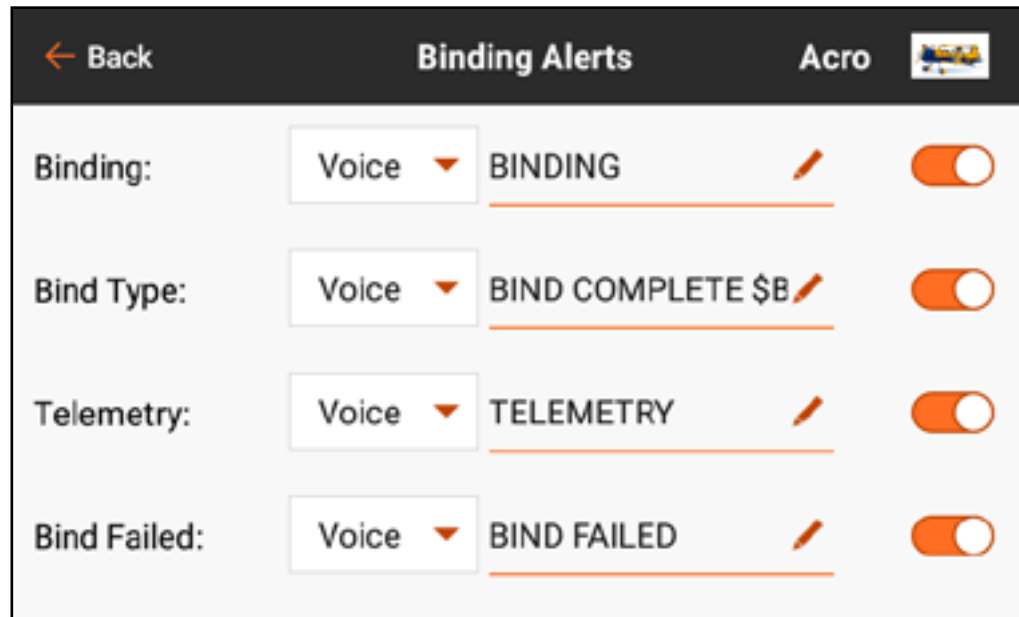 Back Binding Alerts Acro
Binding: Voice BINDING
Bind Type: Voice BIND COMPLETE $B
Telemetry: Voice TELEMETRY
Bind Failed: Voice BIND FAILED